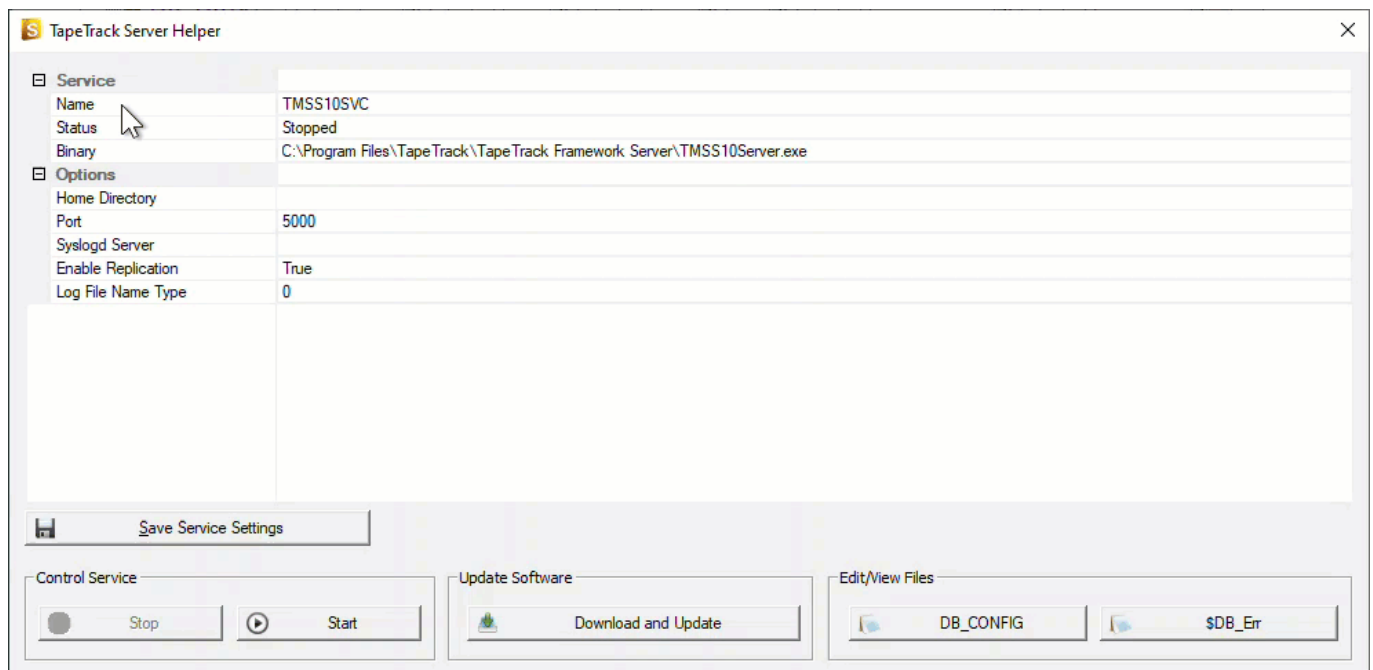 TapeTrack Server Helper
Service
Name TMSS10SVC
Status Stopped
Binary C:\Program Files\TapeTrack\TapeTrack Framework Server\TMSS10Server.exe
Options
Home Directory
Port 5000
Syslogd Server
Enable Replication True
Log File Name Type 0
Save Service Settings
Control Service Update Software Edit/View Files
Stop Start Download and Update DB_CONFIG $DB_Err